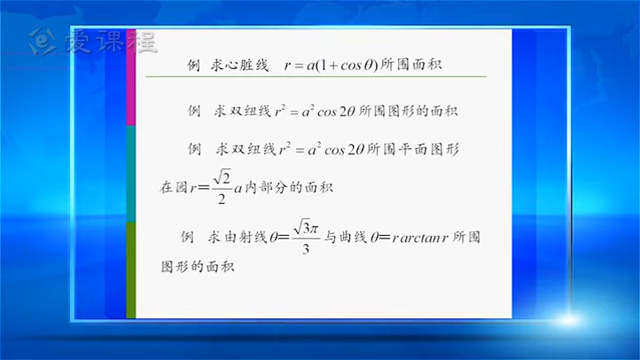 爱课程
例 求心脏线 r = a(1 + cosθ)所围面积
例 求双纽线 r² = a² cos 2θ 所围图形的面积
例 求双纽线 r² = a² cos 2θ 所围平面图形
在园 r = √2/2 a 内部分的面积
例 求由射线 θ = √3π/3 与曲线 θ = r arctan r 所围
图形的面积